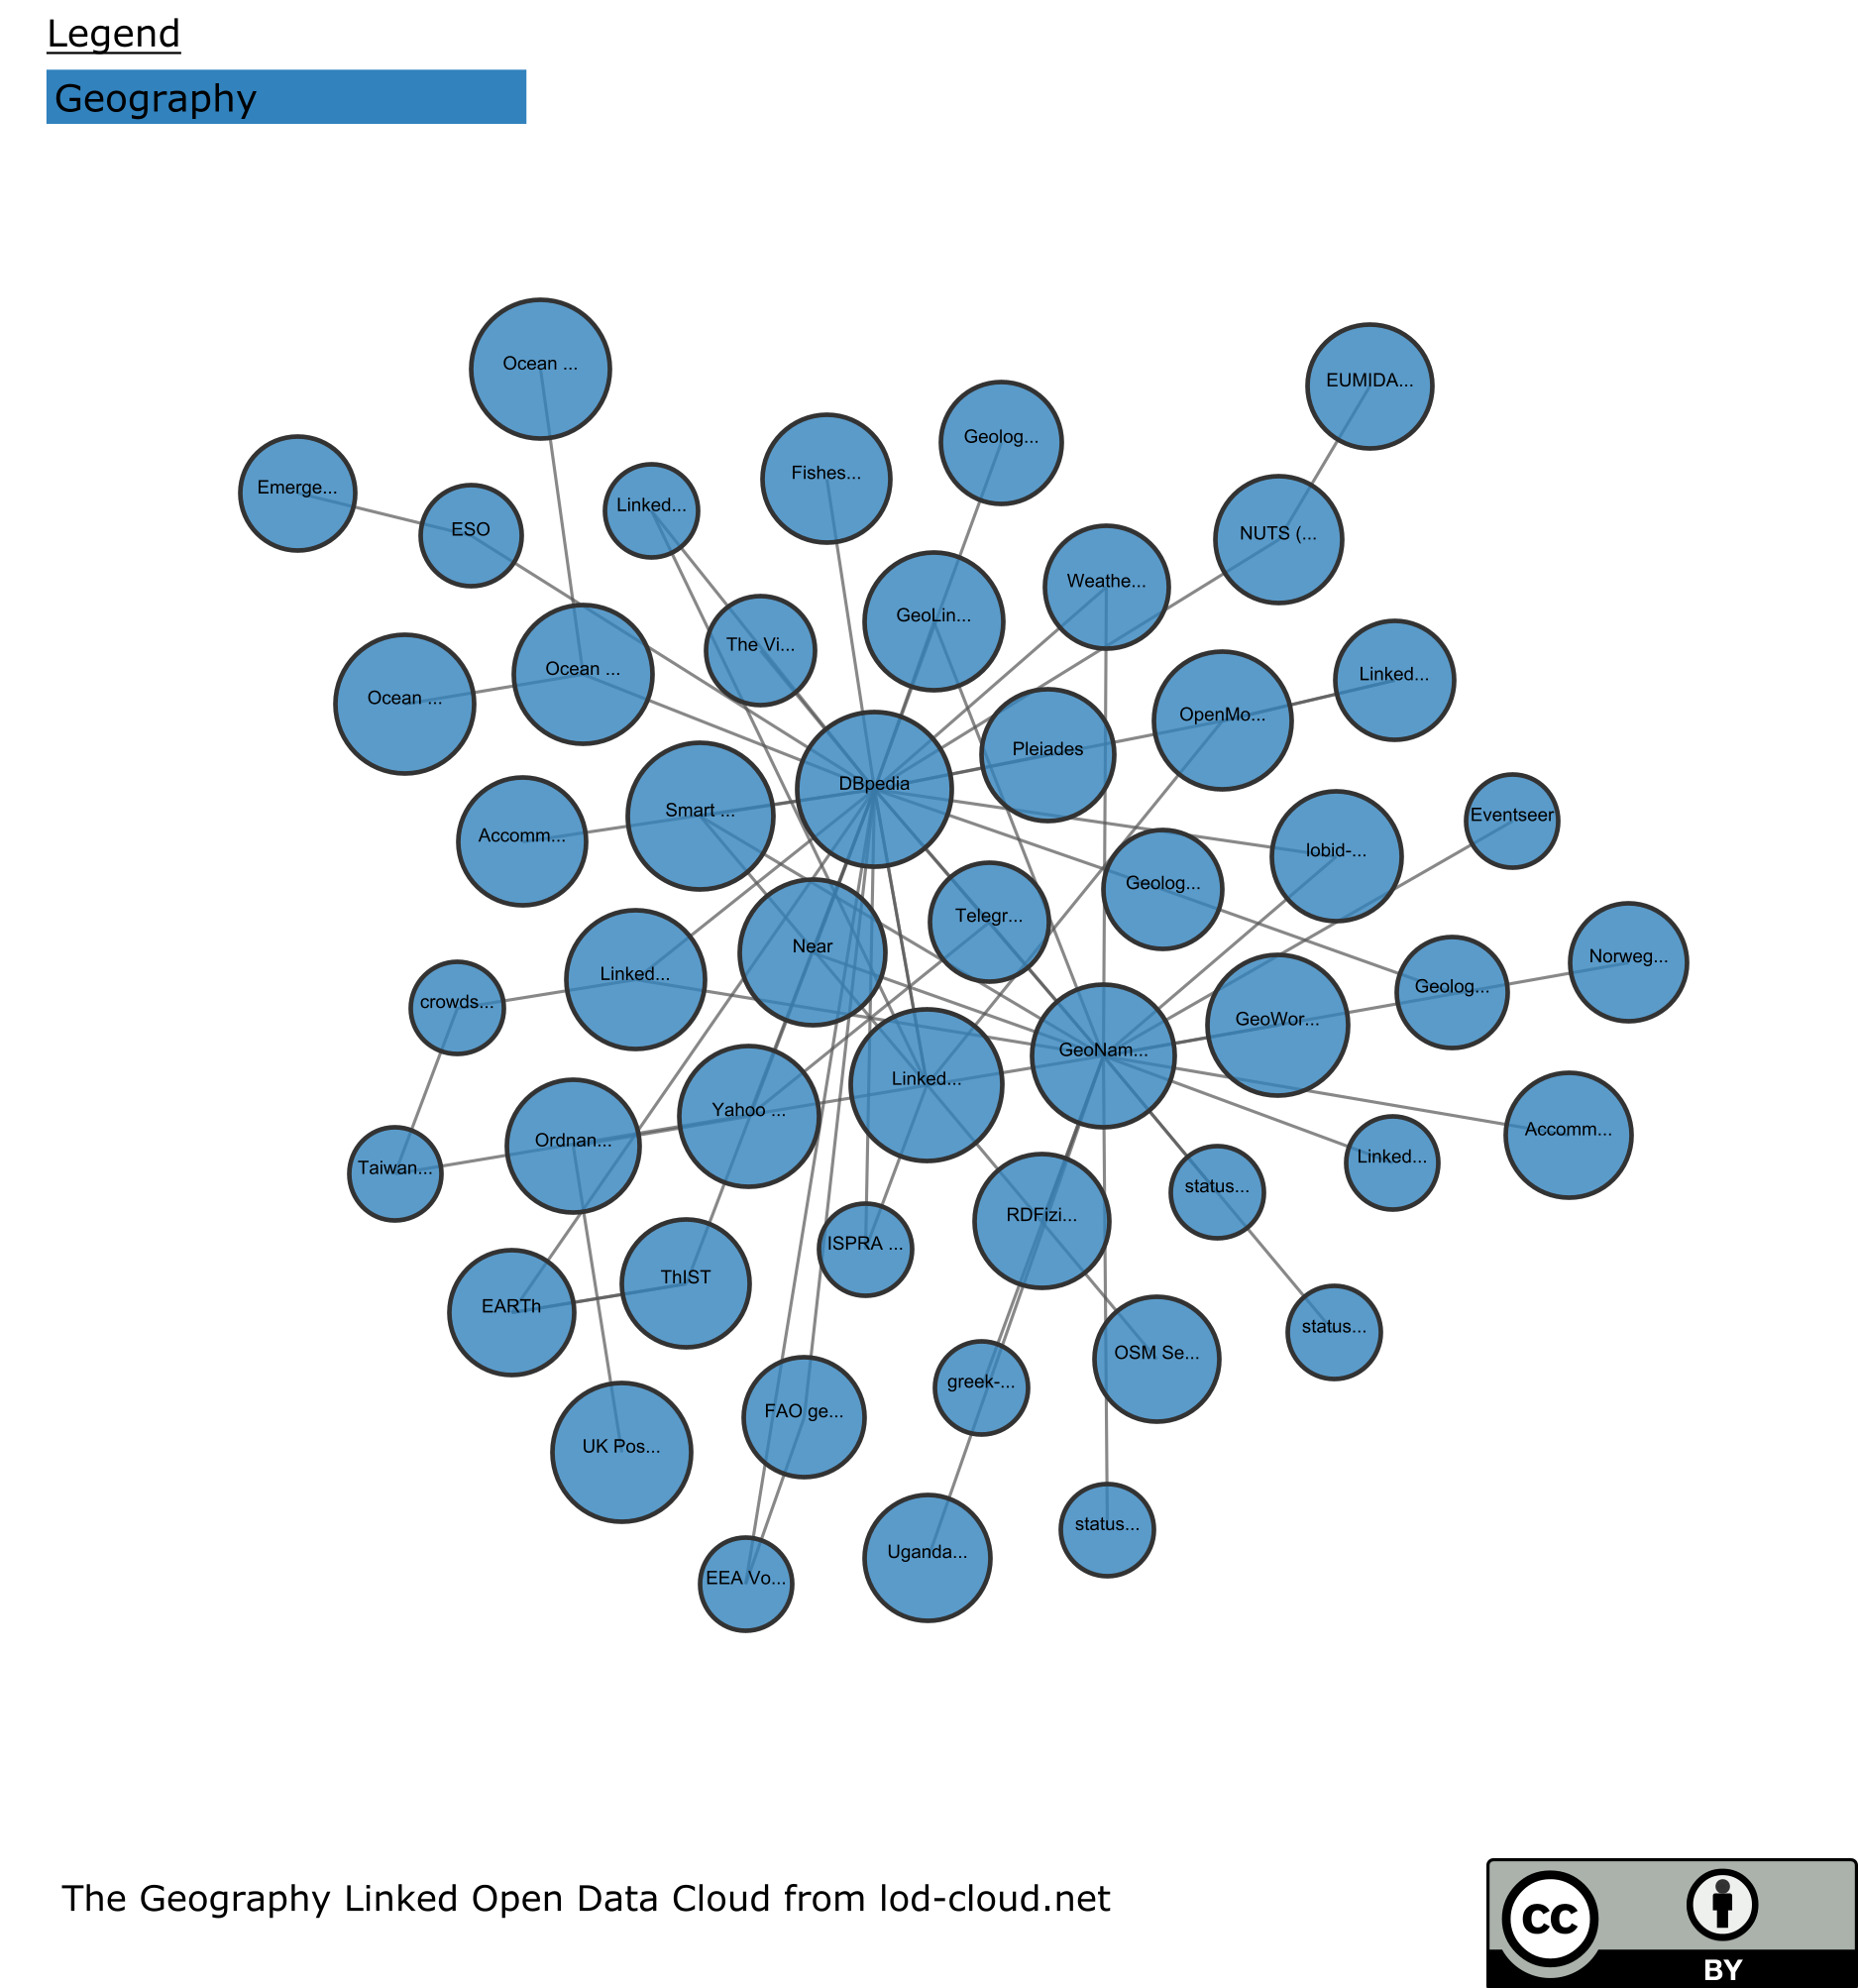 Legend
Geography
Ocean ...
EUMIDA...
Geolog...
Fishes...
Emerge...
Linked...
ESO
NUTS (...
Weathe...
GeoLin...
The Vi...
Ocean ...
Linked...
Ocean ...
OpenMo...
Pleiades
DBpedia
Smart ...
Eventseer
Accomm...
lobid-...
Geolog...
Telegr...
Near
Norweg...
Linked...
Geolog...
crowds...
GeoWor...
GeoNam...
Linked...
Yahoo ...
Accomm...
Ordnan...
Linked...
Taiwan...
status...
RDFizi...
ISPRA ...
ThIST
EARTh
status...
OSM Se...
greek-...
FAO ge...
UK Pos...
status...
Uganda...
EEA Vo...
The Geography Linked Open Data Cloud from lod-cloud.net
cc
BY